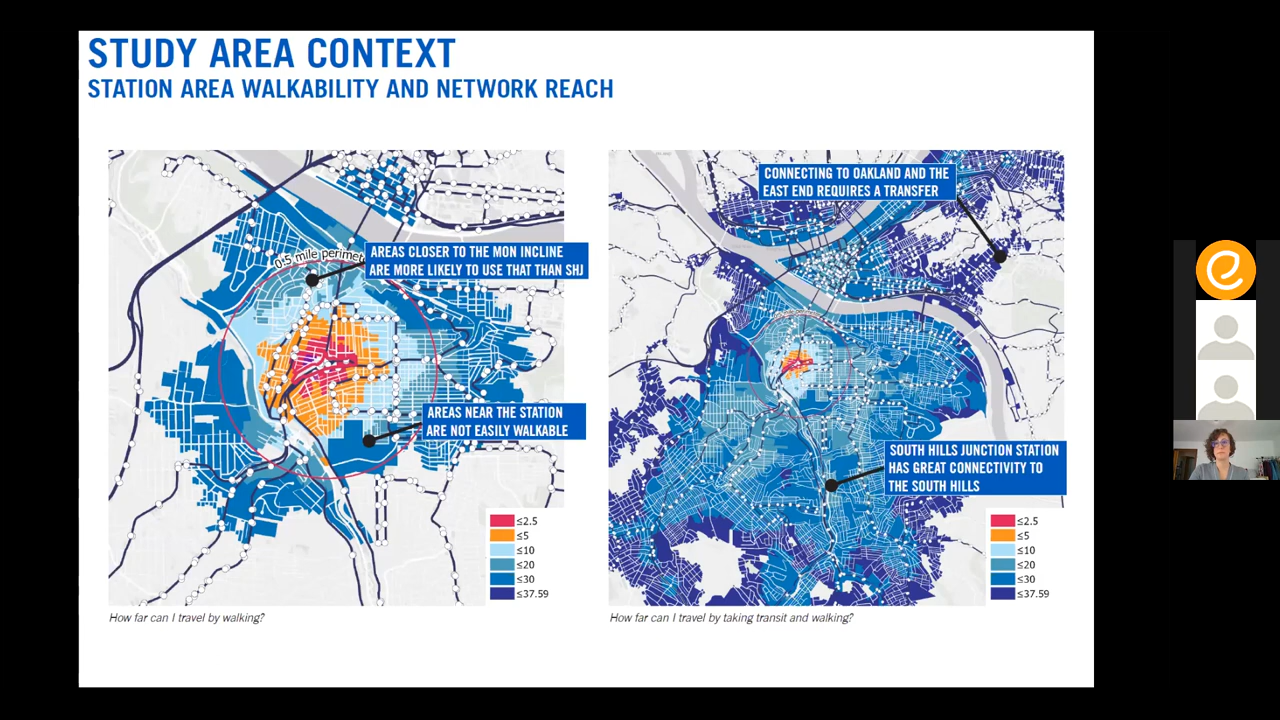 STUDY AREA CONTEXT
STATION AREA WALKABILITY AND NETWORK REACH
0.5 mile perimet
AREAS CLOSER TO THE MON INCLINE
ARE MORE LIKELY TO USE THAT THAN SHJ
AREAS NEAR THE STATION
ARE NOT EASILY WALKABLE
≤2.5
≤5
≤10
≤20
≤30
≤37.59
How far can I travel by walking?
CONNECTING TO OAKLAND AND THE
EAST END REQUIRES A TRANSFER
SOUTH HILLS JUNCTION STATION
HAS GREAT CONNECTIVITY TO
THE SOUTH HILLS
≤2.5
≤5
≤10
≤20
≤30
≤37.59
How far can I travel by taking transit and walking?